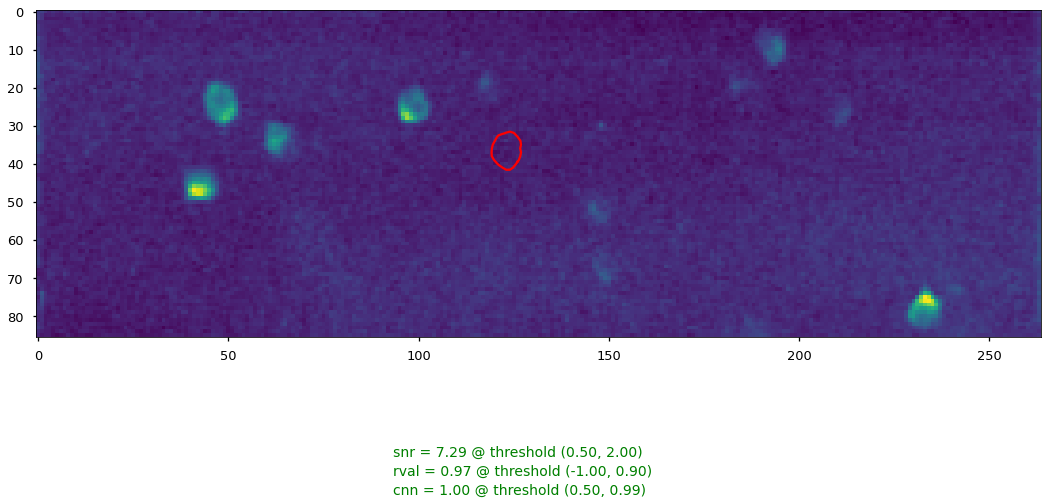 0
10
20
30
40
50
60
70
80
0 50 100 150 200 250
snr = 7.29 @ threshold (0.50, 2.00)
rval = 0.97 @ threshold (-1.00, 0.90)
cnn = 1.00 @ threshold (0.50, 0.99)